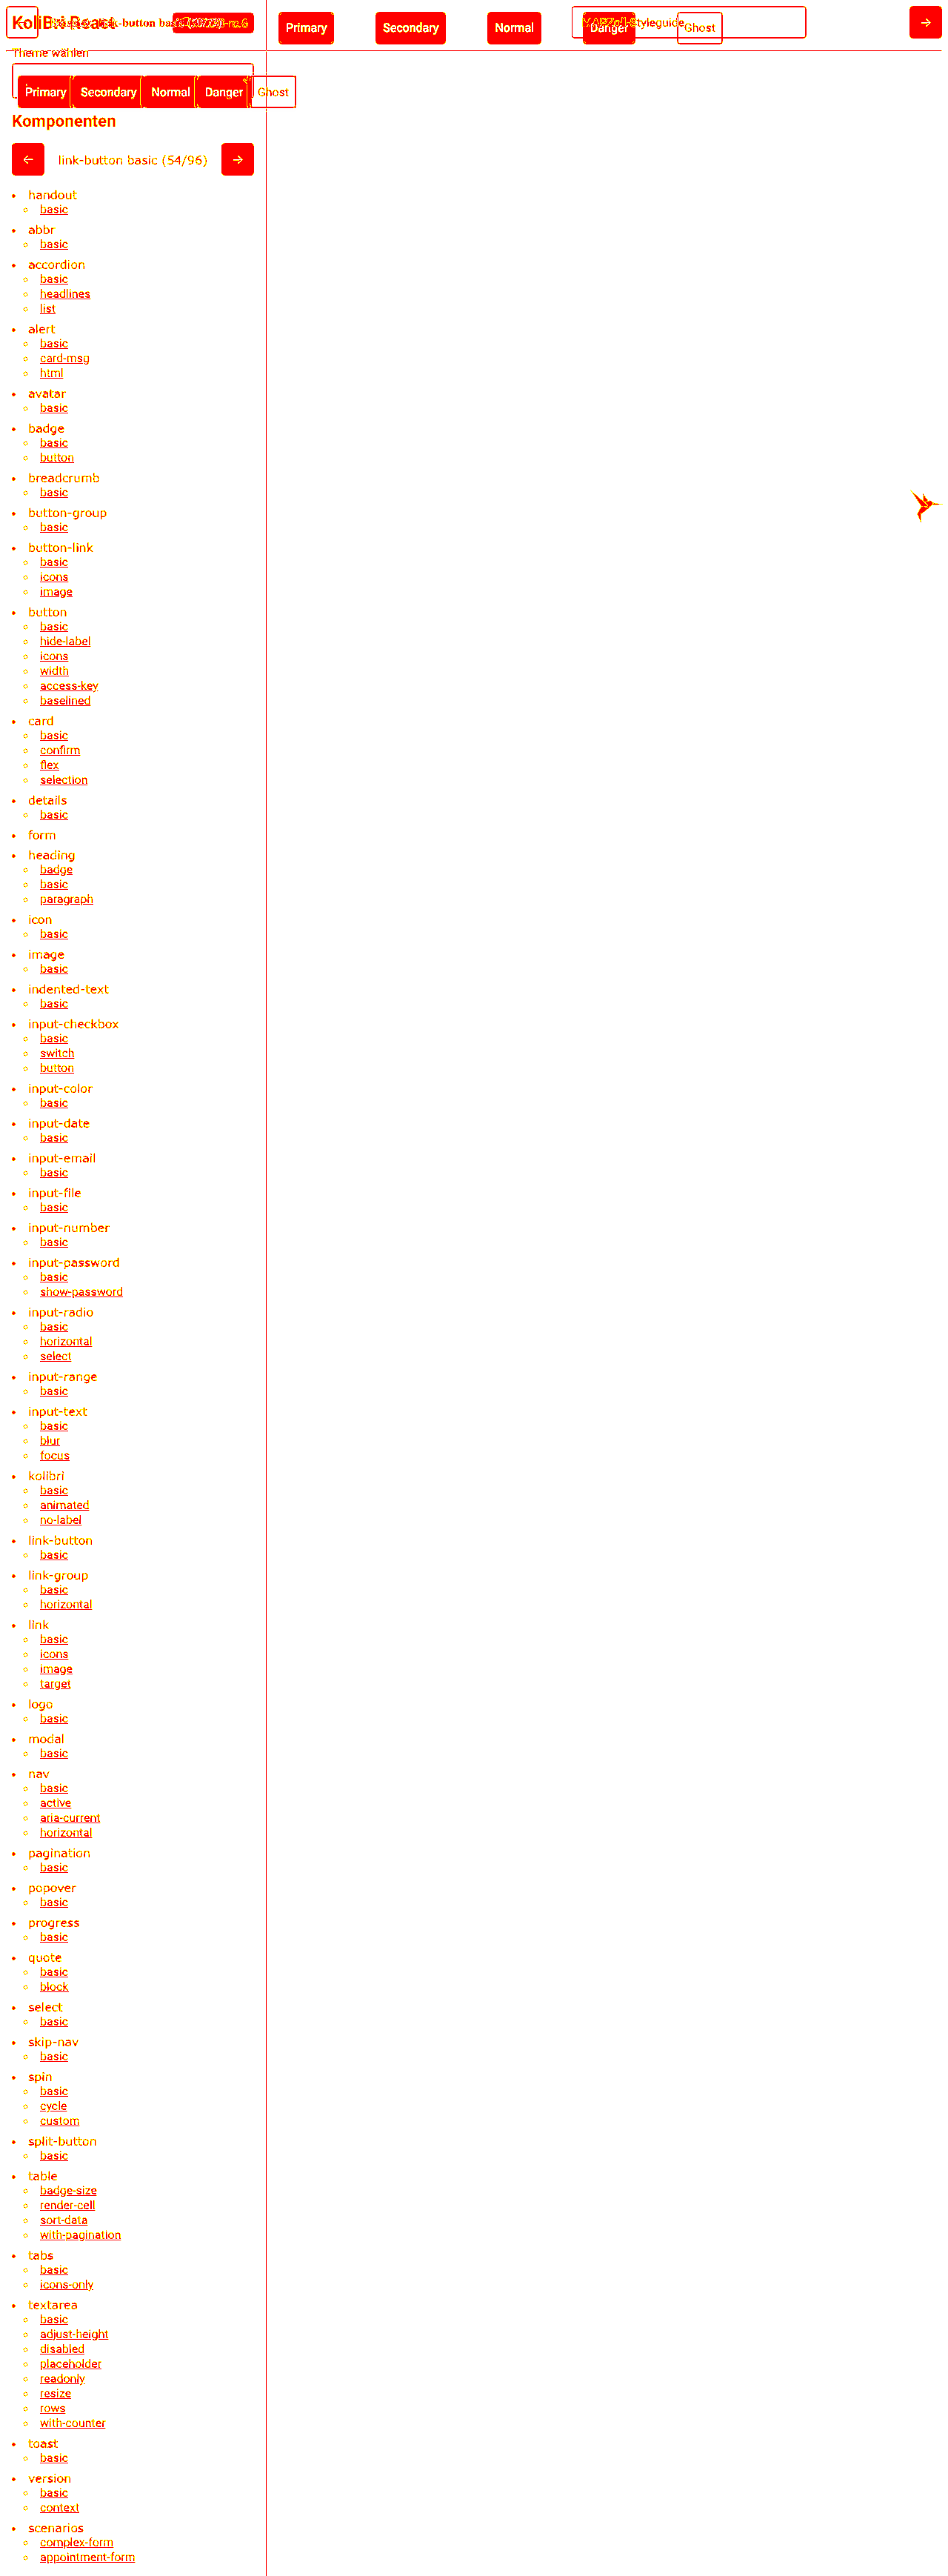 KoliBri React
Primary
Secondary
Normal
Danger
Styleguide
Ghost
Theme wählen
Primary
Secondary
Normal
Danger
Ghost
Komponenten
link-button basic (54/96)
handout
basic
abbr
basic
accordion
basic
headlines
list
alert
basic
card-msg
html
avatar
basic
badge
basic
button
breadcrumb
basic
button-group
basic
button-link
basic
icons
image
button
basic
hide-label
icons
width
access-key
baselined
card
basic
confirm
flex
selection
details
basic
form
heading
badge
basic
paragraph
icon
basic
image
basic
indented-text
basic
input-checkbox
basic
switch
button
input-color
basic
input-date
basic
input-email
basic
input-file
basic
input-number
basic
input-password
basic
show-password
input-radio
basic
horizontal
select
input-range
basic
input-text
basic
blur
focus
kolibri
basic
animated
no-label
link-button
basic
link-group
basic
horizontal
link
basic
icons
image
target
logo
basic
modal
basic
nav
basic
active
aria-current
horizontal
pagination
basic
popover
basic
progress
basic
quote
basic
block
select
basic
skip-nav
basic
spin
basic
cycle
custom
split-button
basic
table
badge-size
render-cell
sort-data
with-pagination
tabs
basic
icons-only
textarea
basic
adjust-height
disabled
placeholder
readonly
resize
rows
with-counter
toast
basic
version
basic
context
scenarios
complex-form
appointment-form